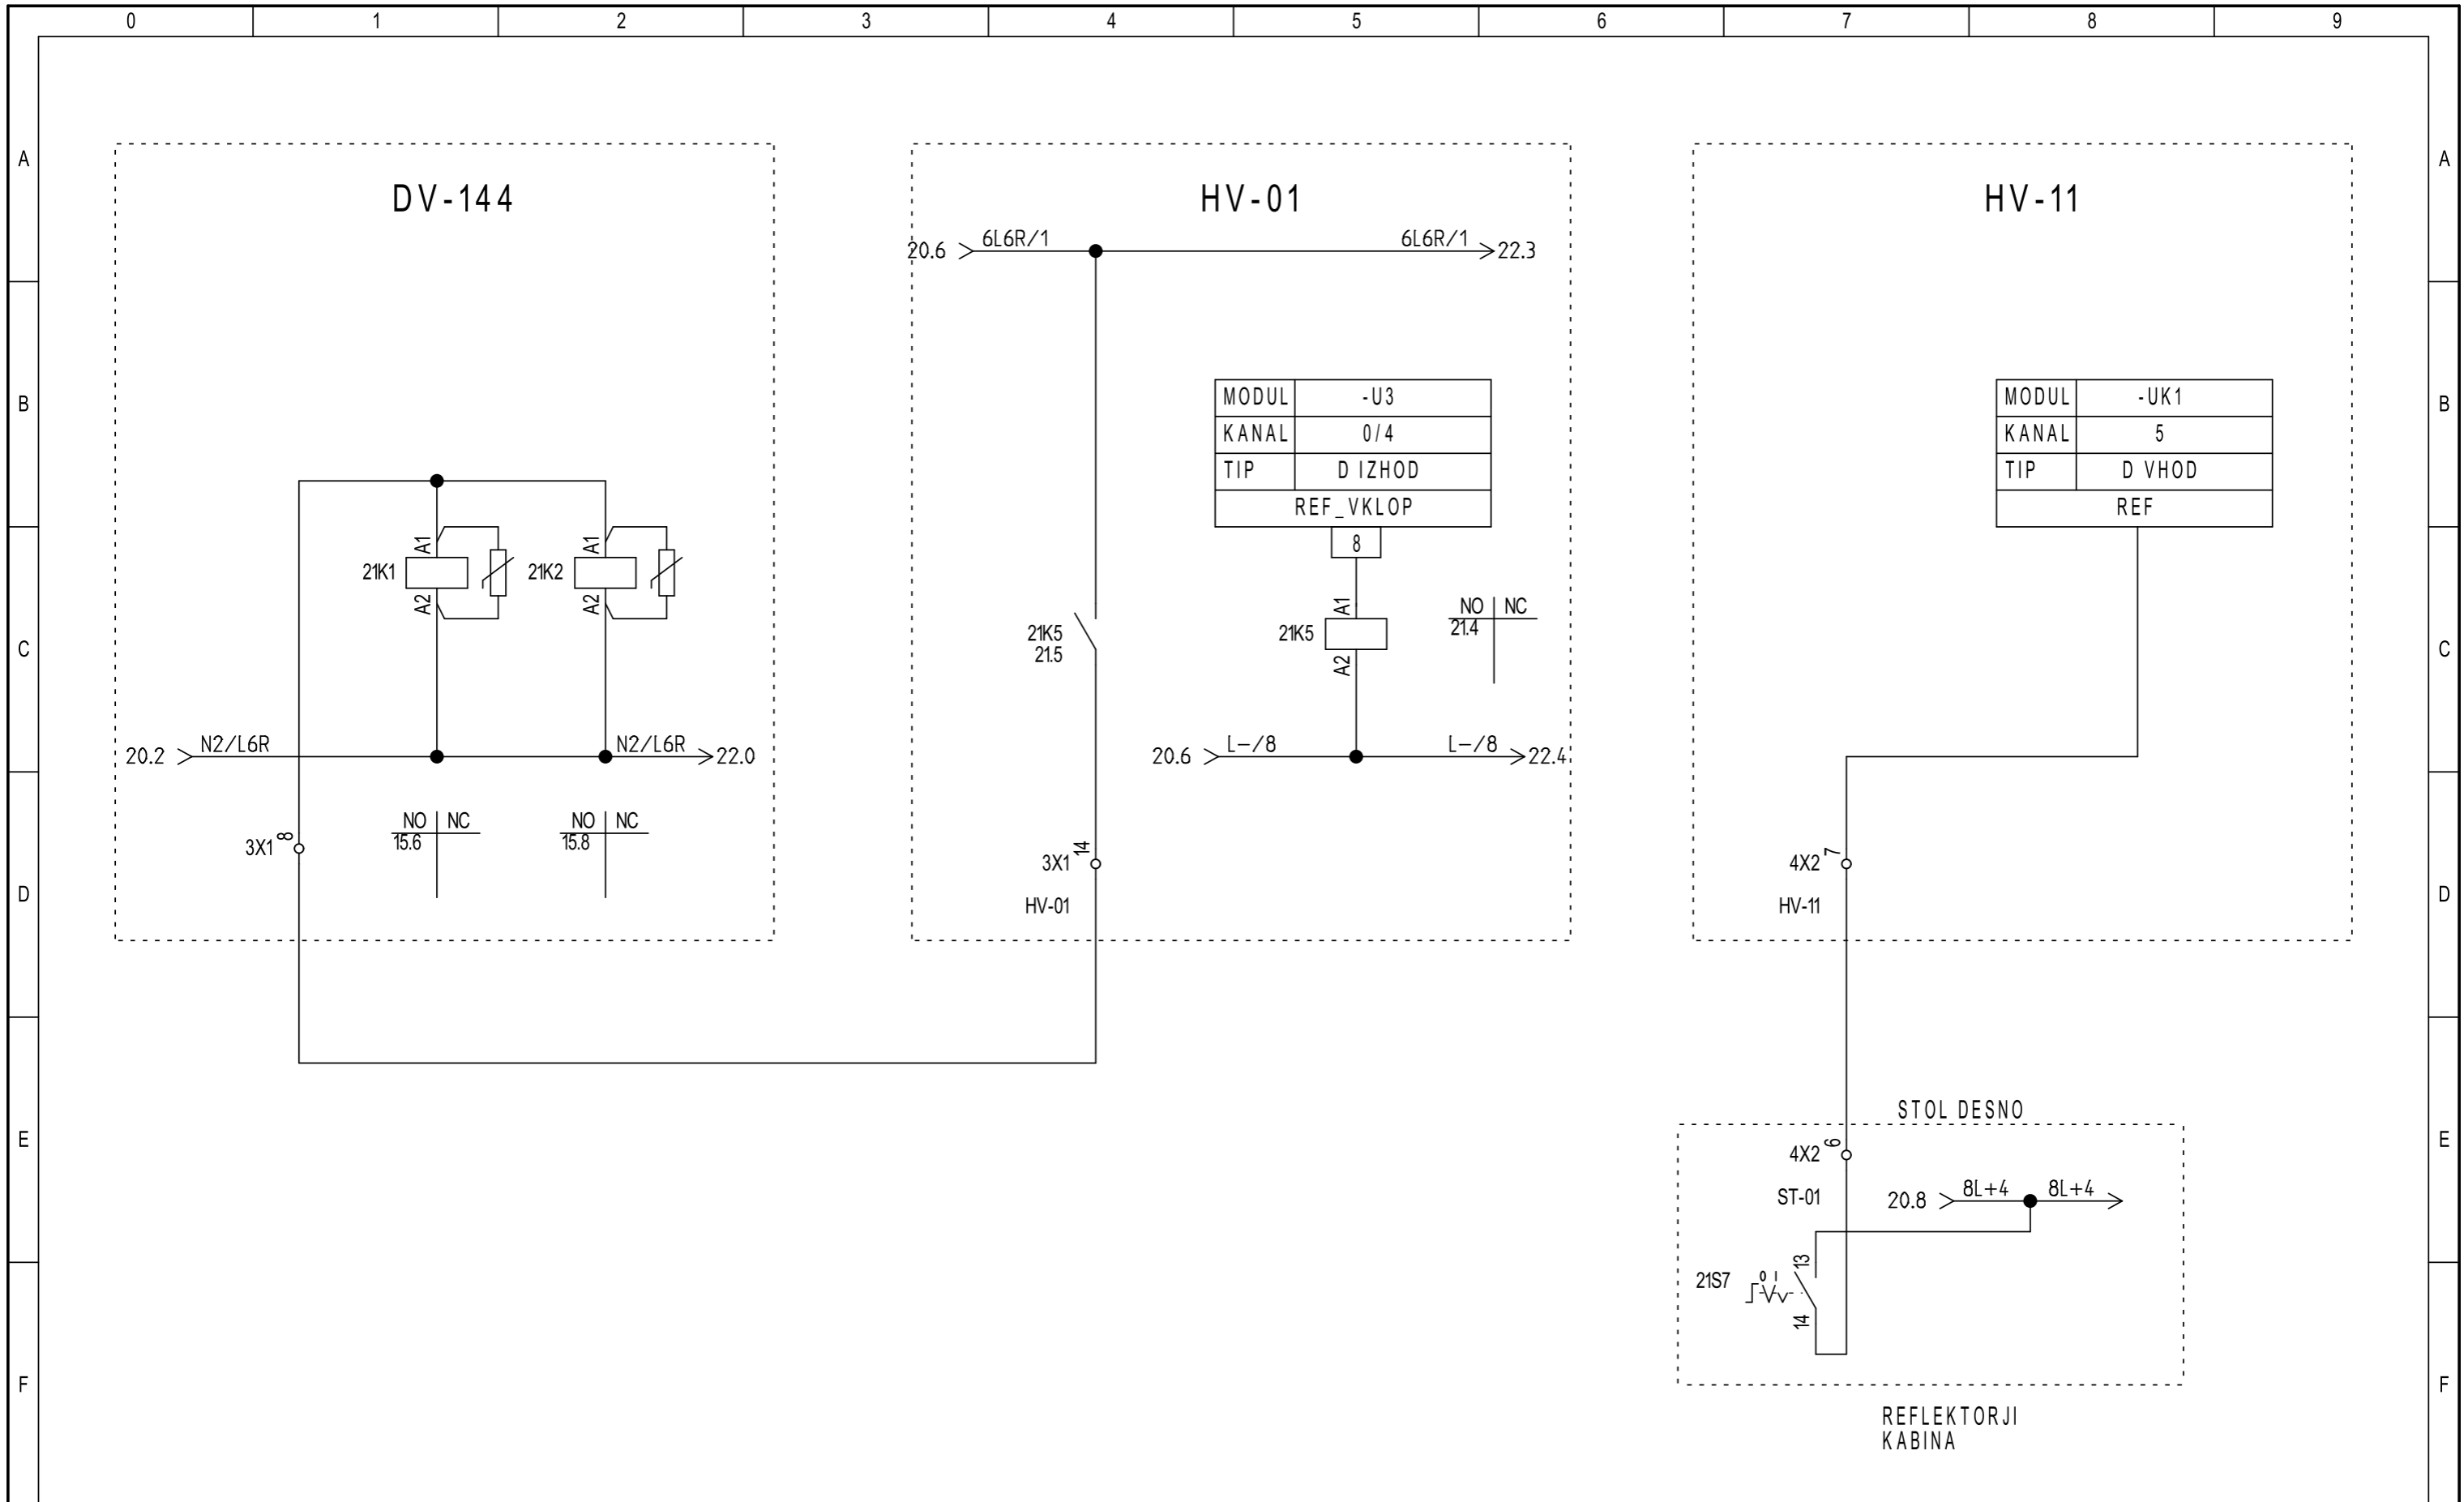 0 1 2 3 4 5 6 7 8 9
A A
DV-144 HV-01 HV-11
20.6 6L6R/1 6L6R/1 22.3
B B
MODUL -U3
KANAL 0/4
TIP D IZHOD
REF_VKLOP
8
MODUL -UK1
KANAL 5
TIP D VHOD
REF
C C
21K1 A1 A2
21K2 A1 A2
21K5
21.5
21K5 A1 A2
NO NC
21.4
20.2 N2/L6R N2/L6R 22.0
20.6 L-/8 L-/8 22.4
D D
3X1 8
NO NC
15.6
NO NC
15.8
3X1 14
HV-01
4X2 7
HV-11
E E
STOL DESNO
4X2 6
ST-01
20.8 8L+4 8L+4
21S7 0 I 13 14
F F
REFLEKTORJI
KABINA